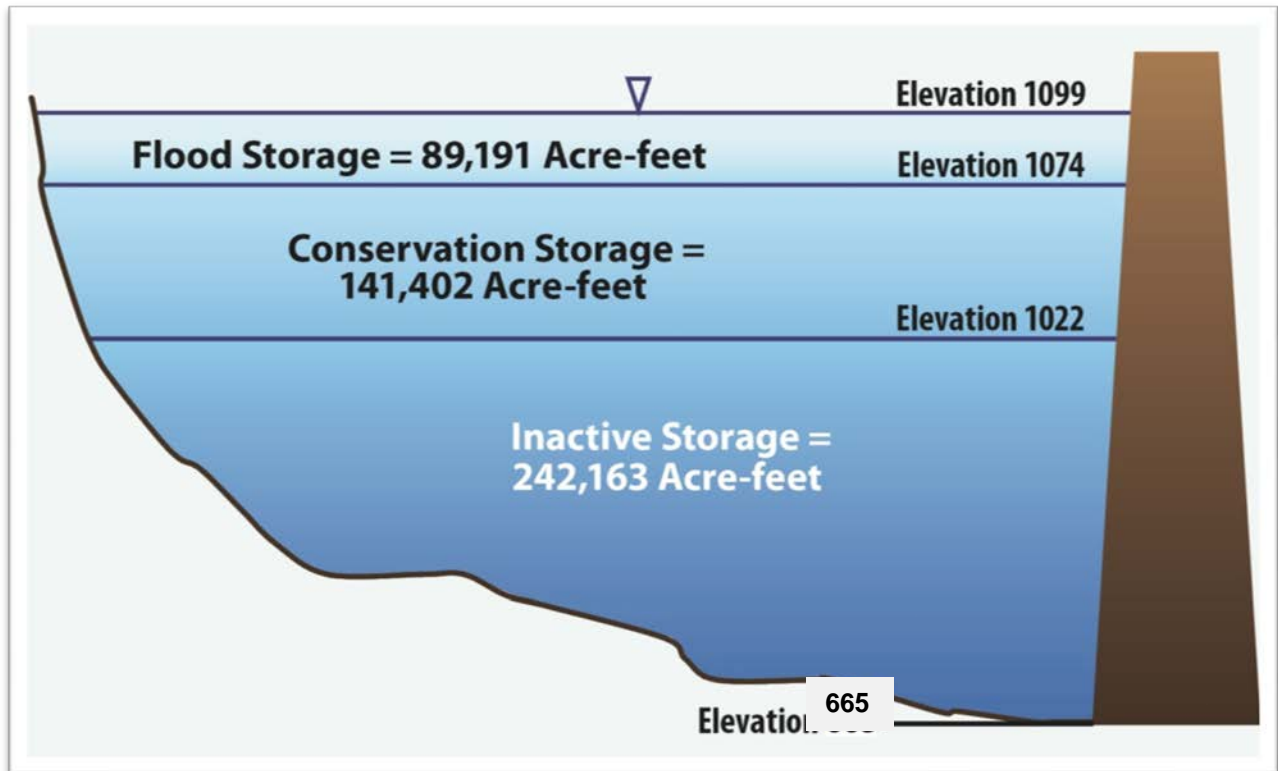 Elevation 1099
Flood Storage = 89,191 Acre-feet
Elevation 1074
Conservation Storage =
141,402 Acre-feet
Elevation 1022
Inactive Storage =
242,163 Acre-feet
Elevation 665